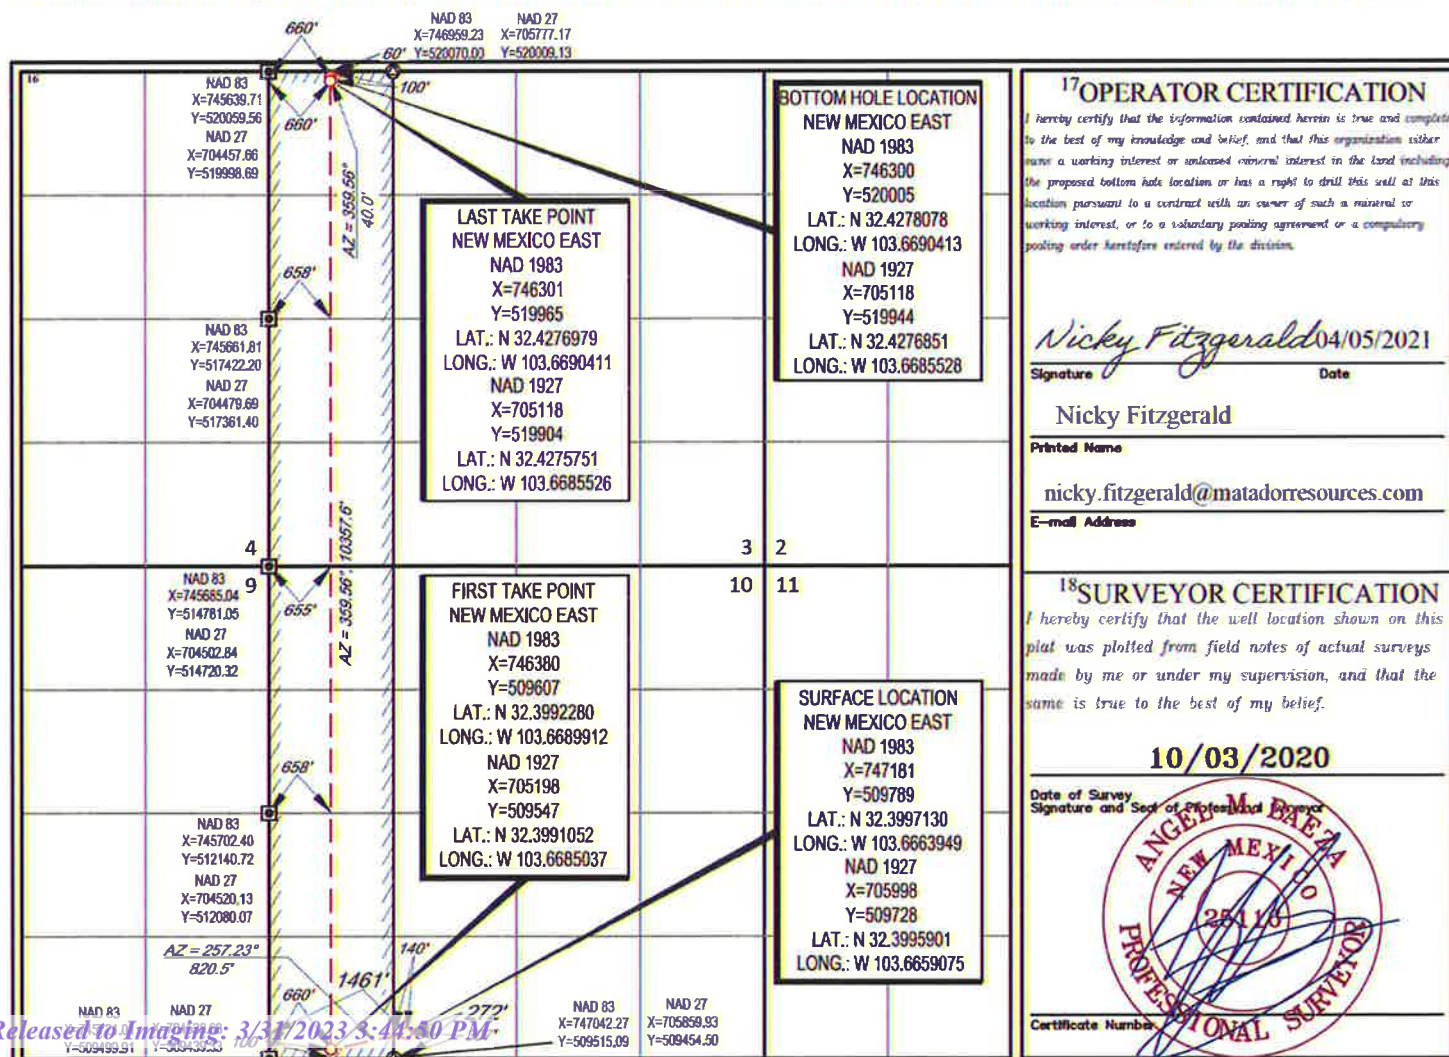 660'
NAD 83
X=746959.23
Y=520070.00
NAD 27
X=705777.17
Y=520009.13
60'
100'
16
NAD 83
X=745639.71
Y=520059.56
NAD 27
X=704457.66
Y=519998.69
660'
AZ = 359.56°
40.0'
LAST TAKE POINT
NEW MEXICO EAST
NAD 1983
X=746301
Y=519965
LAT.: N 32.4276979
LONG.: W 103.6690411
NAD 1927
X=705118
Y=519904
LAT.: N 32.4275751
LONG.: W 103.6685526
BOTTOM HOLE LOCATION
NEW MEXICO EAST
NAD 1983
X=746300
Y=520005
LAT.: N 32.4278078
LONG.: W 103.6690413
NAD 1927
X=705118
Y=519944
LAT.: N 32.4276851
LONG.: W 103.6685528
658'
NAD 83
X=745661.81
Y=517422.20
NAD 27
X=704479.69
Y=517361.40
AZ = 359.56°, 10357.6'
4
3
2
9
10
11
NAD 83
X=745685.04
Y=514781.05
NAD 27
X=704502.84
Y=514720.32
655'
FIRST TAKE POINT
NEW MEXICO EAST
NAD 1983
X=746380
Y=509607
LAT.: N 32.3992280
LONG.: W 103.6689912
NAD 1927
X=705198
Y=509547
LAT.: N 32.3991052
LONG.: W 103.6685037
SURFACE LOCATION
NEW MEXICO EAST
NAD 1983
X=747181
Y=509789
LAT.: N 32.3997130
LONG.: W 103.6663949
NAD 1927
X=705998
Y=509728
LAT.: N 32.3995901
LONG.: W 103.6659075
658'
NAD 83
X=745702.40
Y=512140.72
NAD 27
X=704520.13
Y=512080.07
AZ = 257.23°
820.5'
140'
1461'
660'
272'
100'
NAD 83
Y=509499.91
NAD 27
Y=509439.33
NAD 83
X=747042.27
Y=509515.09
NAD 27
X=705859.93
Y=509454.50
Released to Imaging: 3/31/2023 3:44:50 PM
17OPERATOR CERTIFICATION
I hereby certify that the information contained herein is true and complete
to the best of my knowledge and belief, and that this organization either
owns a working interest or unleased mineral interest in the land including
the proposed bottom hole location or has a right to drill this well at this
location pursuant to a contract with an owner of such a mineral or
working interest, or to a voluntary pooling agreement or a compulsory
pooling order heretofore entered by the division.
Nicky Fitzgerald 04/05/2021
Signature Date
Nicky Fitzgerald
Printed Name
nicky.fitzgerald@matadorresources.com
E-mail Address
18SURVEYOR CERTIFICATION
I hereby certify that the well location shown on this
plat was plotted from field notes of actual surveys
made by me or under my supervision, and that the
same is true to the best of my belief.
10/03/2020
Date of Survey
Signature and Seal of Professional Surveyor
ANGEL M. BAEZA
NEW MEXICO
25116
PROFESSIONAL SURVEYOR
Certificate Number